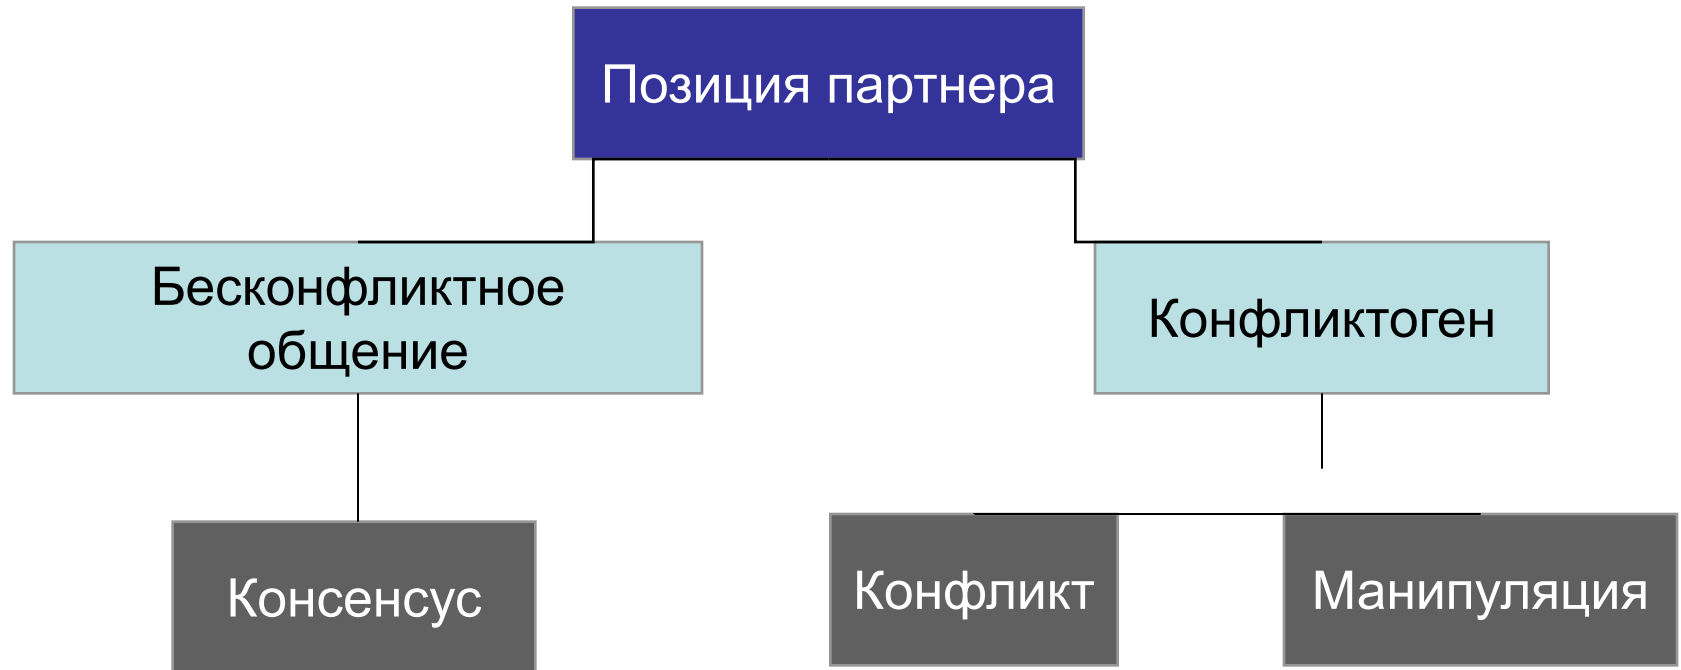 Позиция партнера
Бесконфликтное
общение
Конфликтоген
Консенсус
Конфликт
Манипуляция